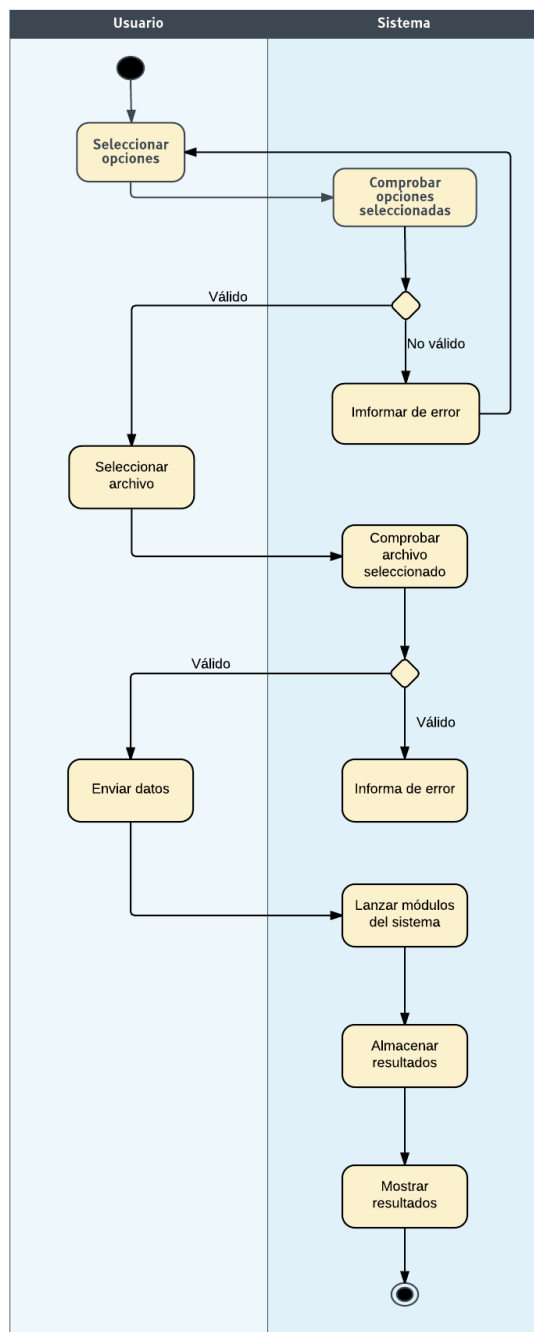 Usuario
Sistema
Seleccionar
opciones
Comprobar
opciones
seleccionadas
Válido
No válido
Imformar de error
Seleccionar
archivo
Comprobar
archivo
seleccionado
Válido
Válido
Enviar datos
Informa de error
Lanzar módulos
del sistema
Almacenar
resultados
Mostrar
resultados